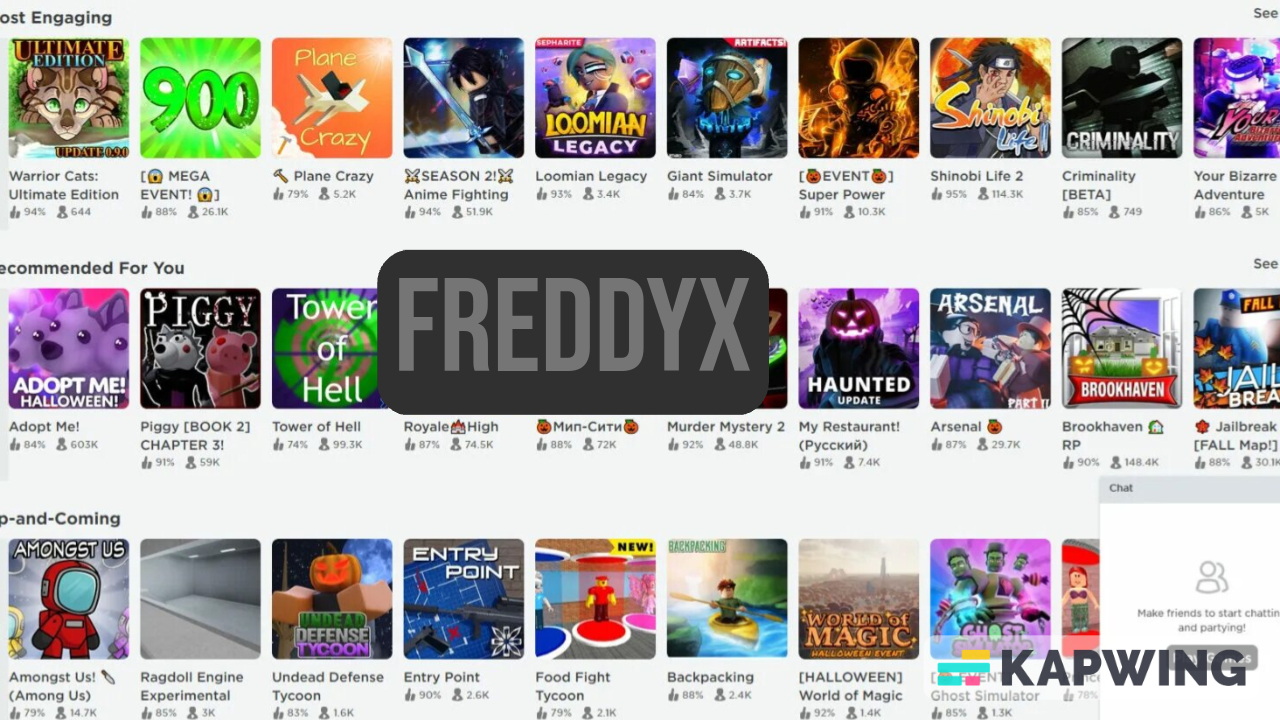 ost Engaging
See
ULTIMATE
EDITION
UPDATE 0.9.0
900
Plane
Crazy
SEPHARITE
LOOMIAN
LEGACY
ARTIFACTS!
Shinobi
Life II
CRIMINALITY
YOUR
Warrior Cats:
Ultimate Edition
94% 644
[😱 MEGA
EVENT! 😱]
88% 26.1K
🔨 Plane Crazy
79% 5.2K
⚔️SEASON 2!⚔️
Anime Fighting
94% 51.9K
Loomian Legacy
93% 3.4K
Giant Simulator
84% 3.7K
[🎃EVENT🎃]
Super Power
91% 10.3K
Shinobi Life 2
95% 114.3K
Criminality
[BETA]
85% 749
Your Bizarre
Adventure
86% 5K
ecommended For You
See
ADOPT ME!
HALLOWEEN!
PIGGY
Tower
of
Hell
FREDDYX
HAUNTED
UPDATE
ARSENAL
PART II
BROOKHAVEN
FALL
JAIL
BREA
Adopt Me!
84% 603K
Piggy [BOOK 2]
CHAPTER 3!
91% 59K
Tower of Hell
74% 99.3K
Royale🏰High
87% 74.5K
🎃Мип-Сити🎃
88% 72K
Murder Mystery 2
92% 48.8K
My Restaurant!
(Русский)
91% 7.4K
Arsenal 🎃
87% 29.7K
Brookhaven 🏡
RP
90% 148.4K
🍁 Jailbreak
[FALL Map!]
88% 30.1K
p-and-Coming
AMONGST US
UNDEAD
DEFENSE
TYCOON
ENTRY
POINT
NEW!
BACKPACKING
WORLD OF
MAGIC
HALLOWEEN EVENT
GHOST
Amongst Us! 🔪
(Among Us)
79% 14.7K
Ragdoll Engine
Experimental
85% 3K
Undead Defense
Tycoon
83% 1.6K
Entry Point
90% 2.6K
Food Fight
Tycoon
79% 2.1K
Backpacking
88% 2.4K
[HALLOWEEN]
World of Magic
92% 1.4K
EVENT
Ghost Simulator
85% 1.3K
78%
Chat
Make friends to start chattin
and partying!
KAPWING